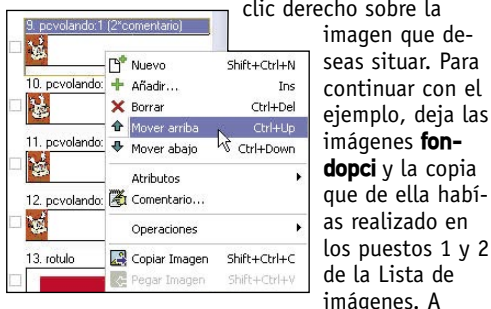 clic derecho sobre la
imagen que de-
seas situar. Para
continuar con el
ejemplo, deja las
imágenes fon-
dopci y la copia
que de ella habí-
as realizado en
los puestos 1 y 2
de la Lista de
imágenes. A
9. pcvolando:1 (2*comentario)
10. pcvolando:
11. pcvolando:
12. pcvolando:
13. rotulo
Nuevo Shift+Ctrl+N
Añadir... Ins
Borrar Ctrl+Del
Mover arriba Ctrl+Up
Mover abajo Ctrl+Down
Atributos
Comentario...
Operaciones
Copiar Imagen Shift+Ctrl+C
Pegar Imagen Shift+Ctrl+V